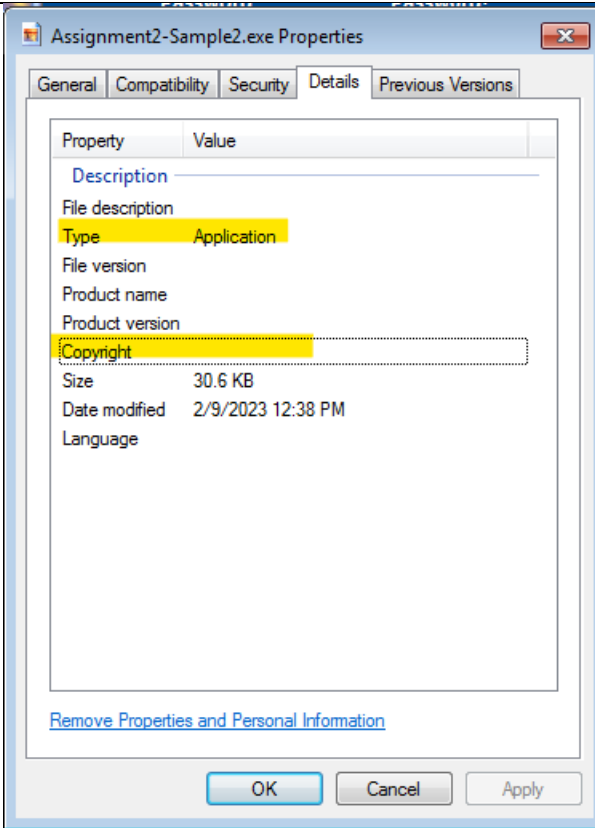 Assignment2-Sample2.exe Properties
General Compatibility Security Details Previous Versions
Property Value
Description
File description
Type Application
File version
Product name
Product version
Copyright
Size 30.6 KB
Date modified 2/9/2023 12:38 PM
Language
Remove Properties and Personal Information
OK Cancel Apply